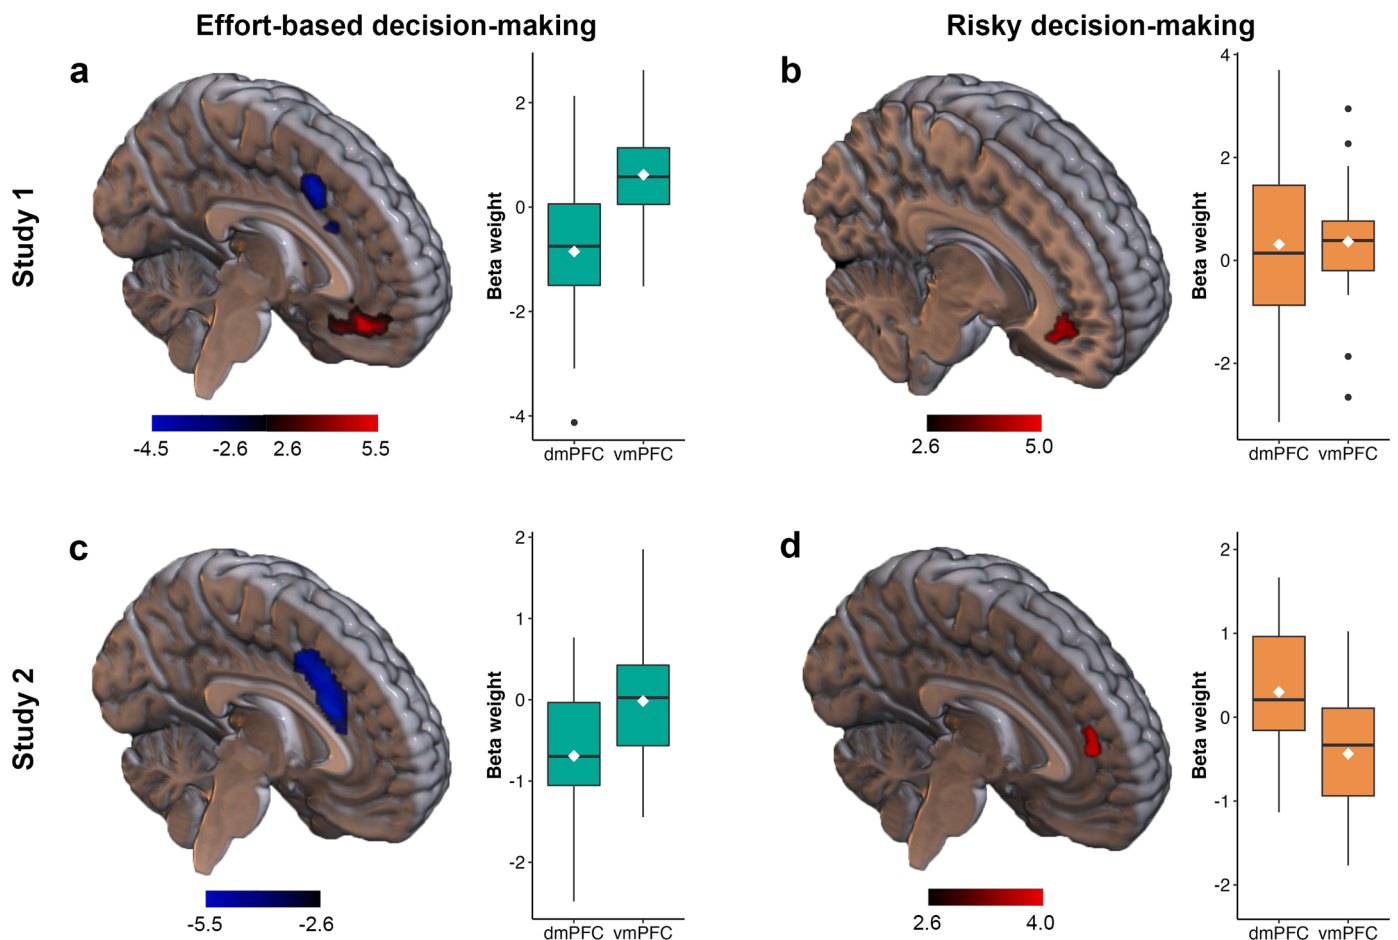 Effort-based decision-making
Risky decision-making
Study 1
a
Beta weight
2
0
-2
-4
dmPFC vmPFC
-4.5 -2.6 2.6 5.5
b
Beta weight
4
2
0
-2
dmPFC vmPFC
2.6 5.0
Study 2
c
Beta weight
2
1
0
-1
-2
dmPFC vmPFC
-5.5 -2.6
d
Beta weight
2
1
0
-1
-2
dmPFC vmPFC
2.6 4.0